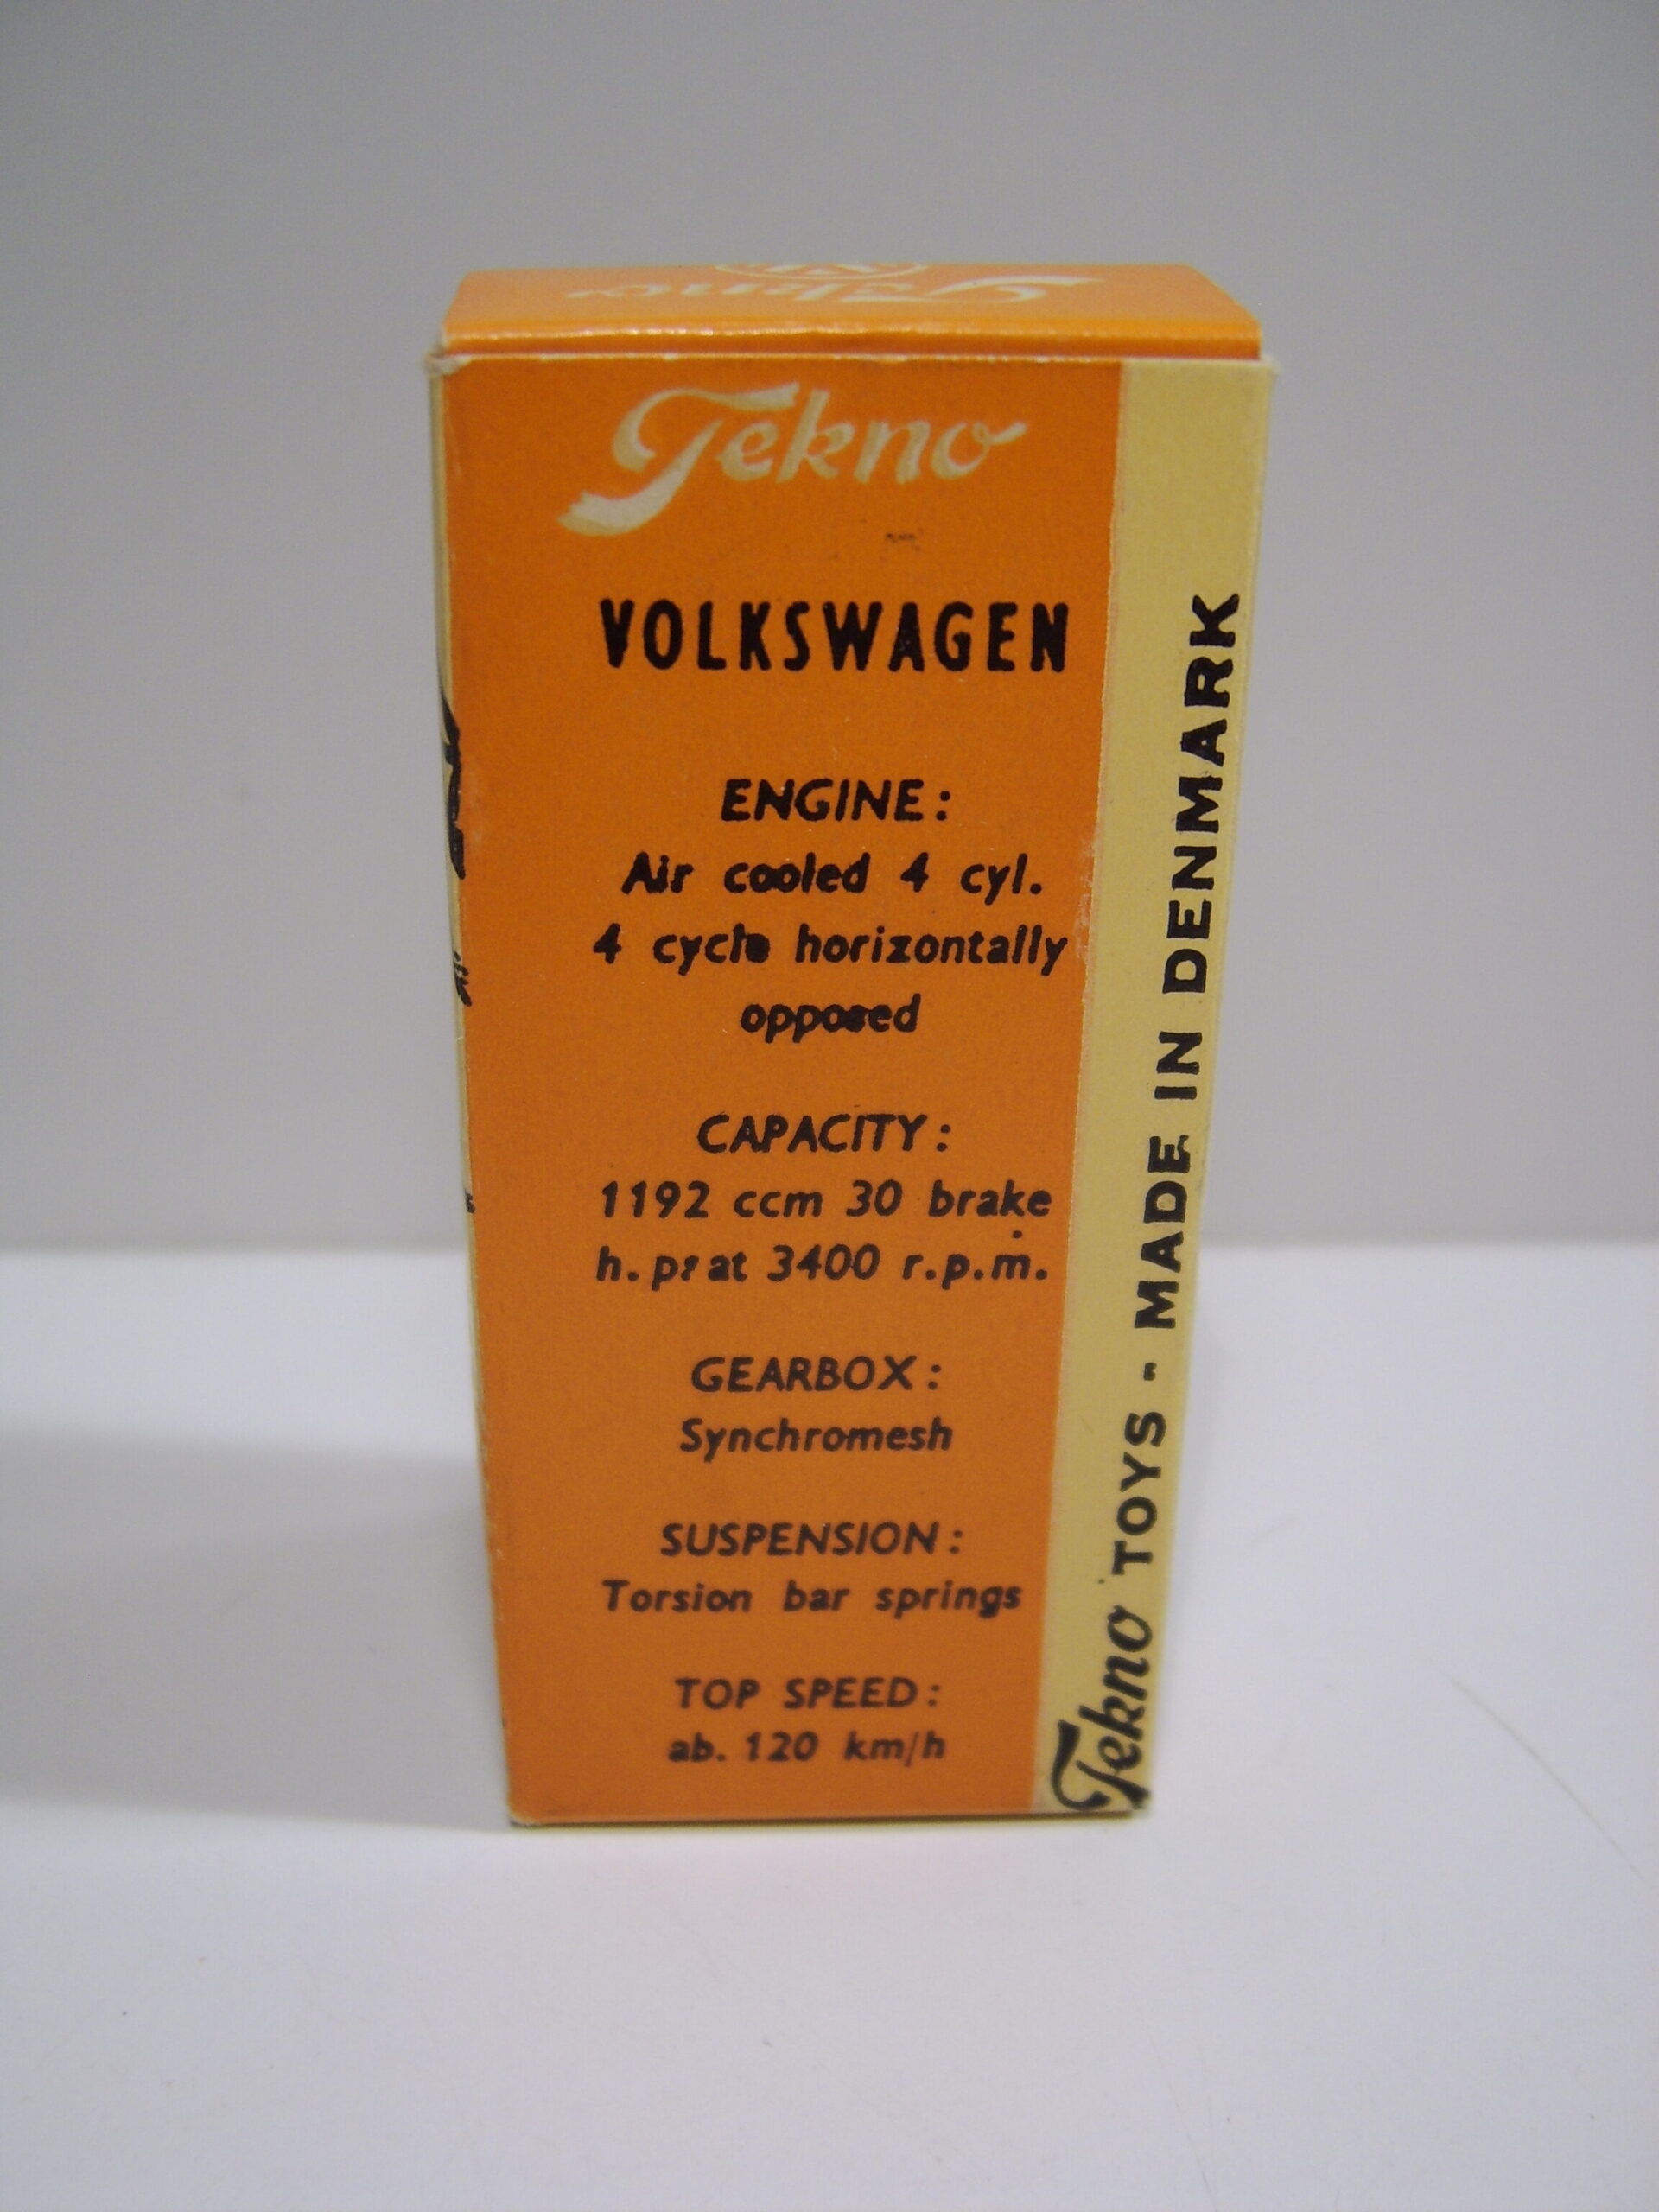 Tekno
Tekno
VOLKSWAGEN
ENGINE:
Air cooled 4 cyl.
4 cycle horizontally
opposed
CAPACITY:
1192 ccm 30 brake
h.p. at 3400 r.p.m.
GEARBOX:
Synchromesh
SUSPENSION:
Torsion bar springs
TOP SPEED:
ab. 120 km/h
Tekno TOYS - MADE IN DENMARK